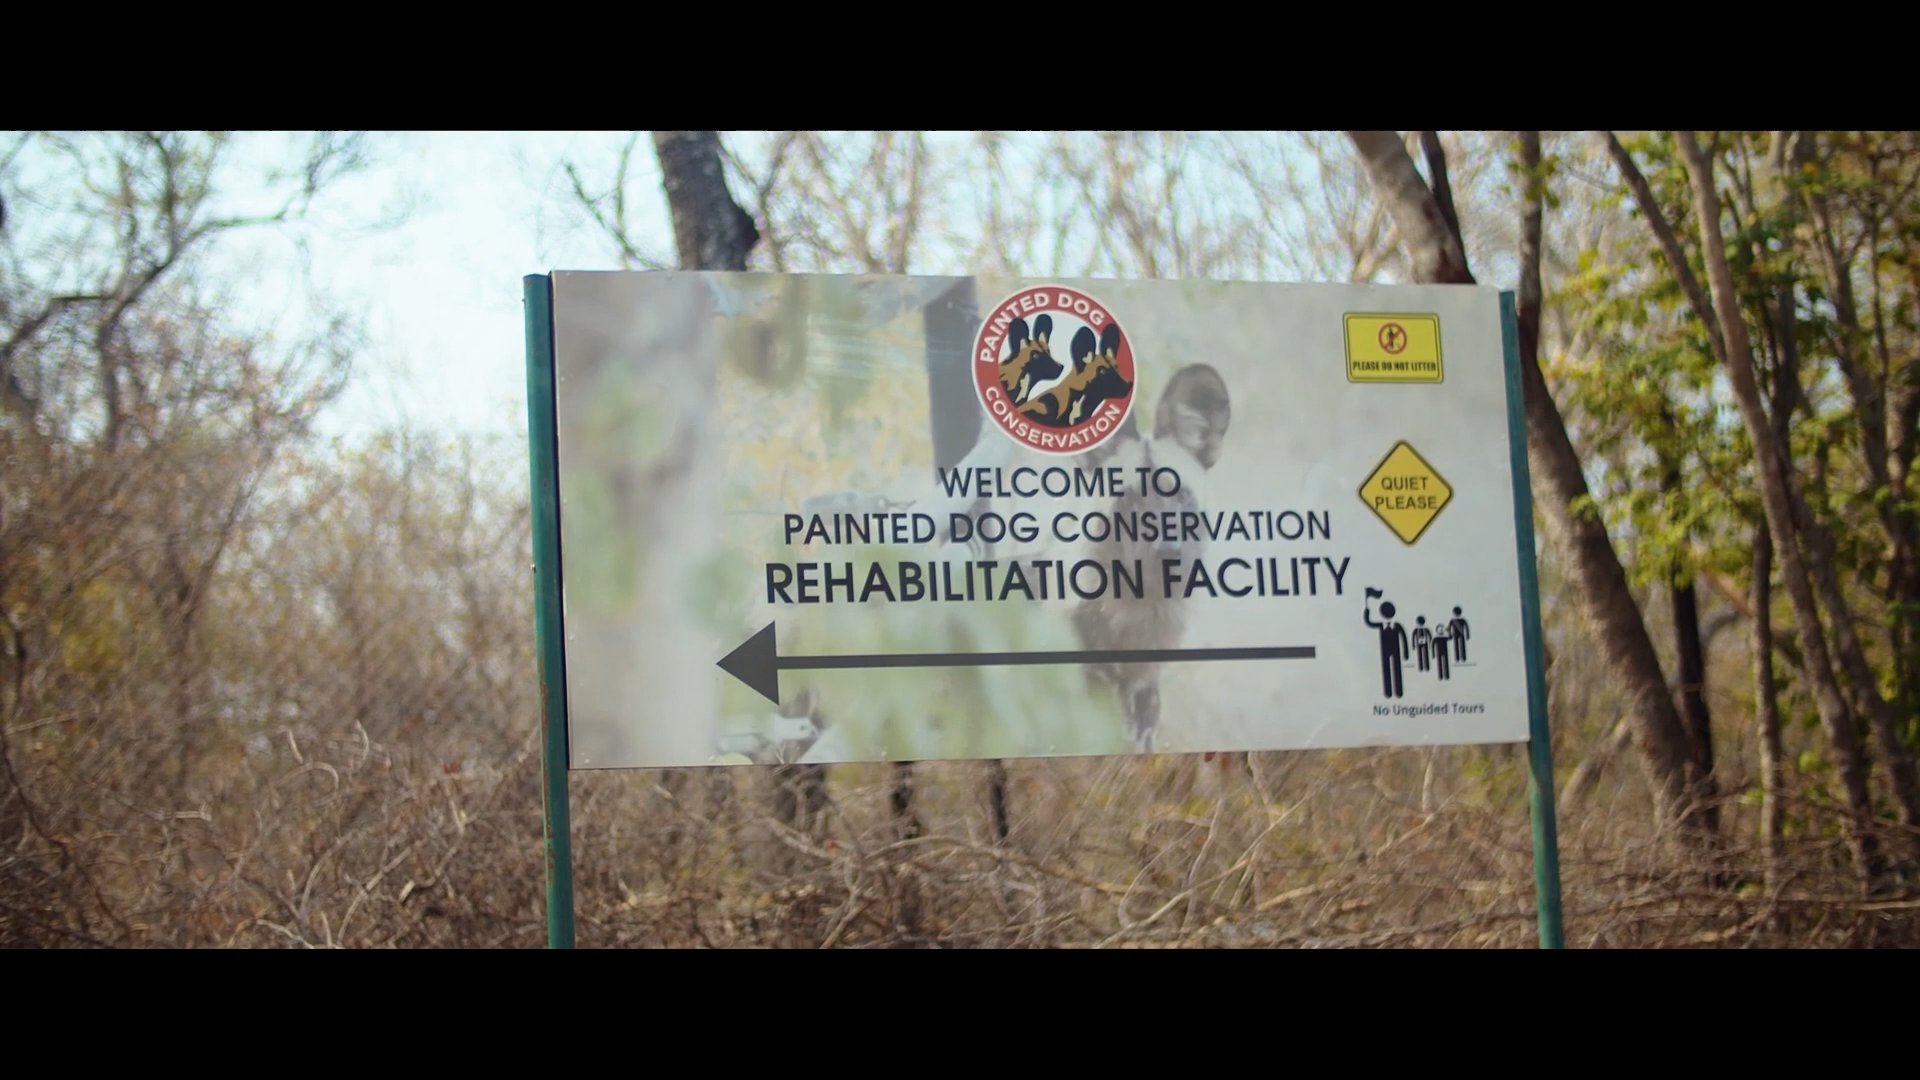 PAINTED DOG
CONSERVATION
WELCOME TO
PAINTED DOG CONSERVATION
REHABILITATION FACILITY
PLEASE DO NOT LITTER
QUIET
PLEASE
No Unguided Tours